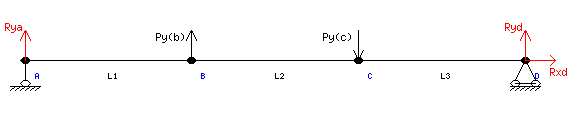 Rya Py(b) Py(c) Ryd
A L1 B L2 C L3 D Rxd